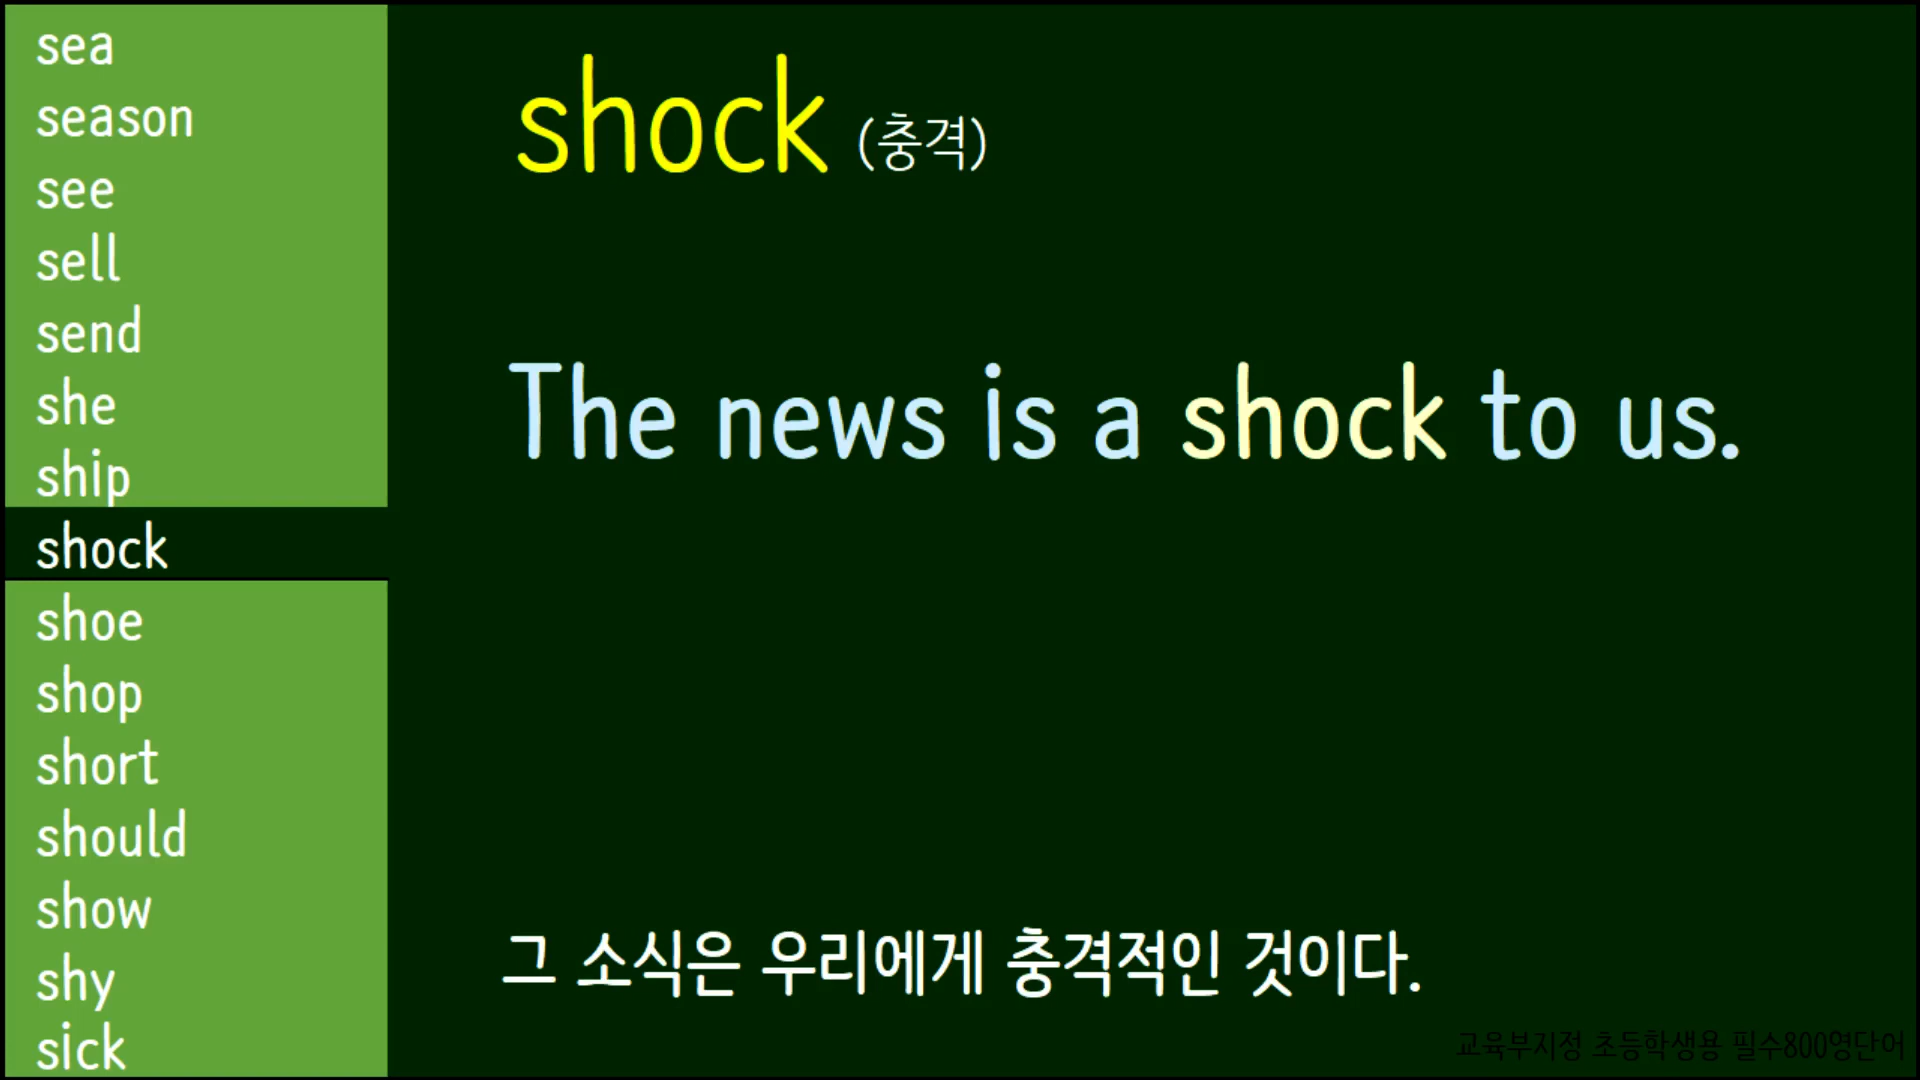 sea
season
see
sell
send
she
ship
shock
shoe
shop
short
should
show
shy
sick
shock (충격)
The news is a shock to us.
그 소식은 우리에게 충격적인 것이다.
교육부지정 초등학생용 필수800영단어